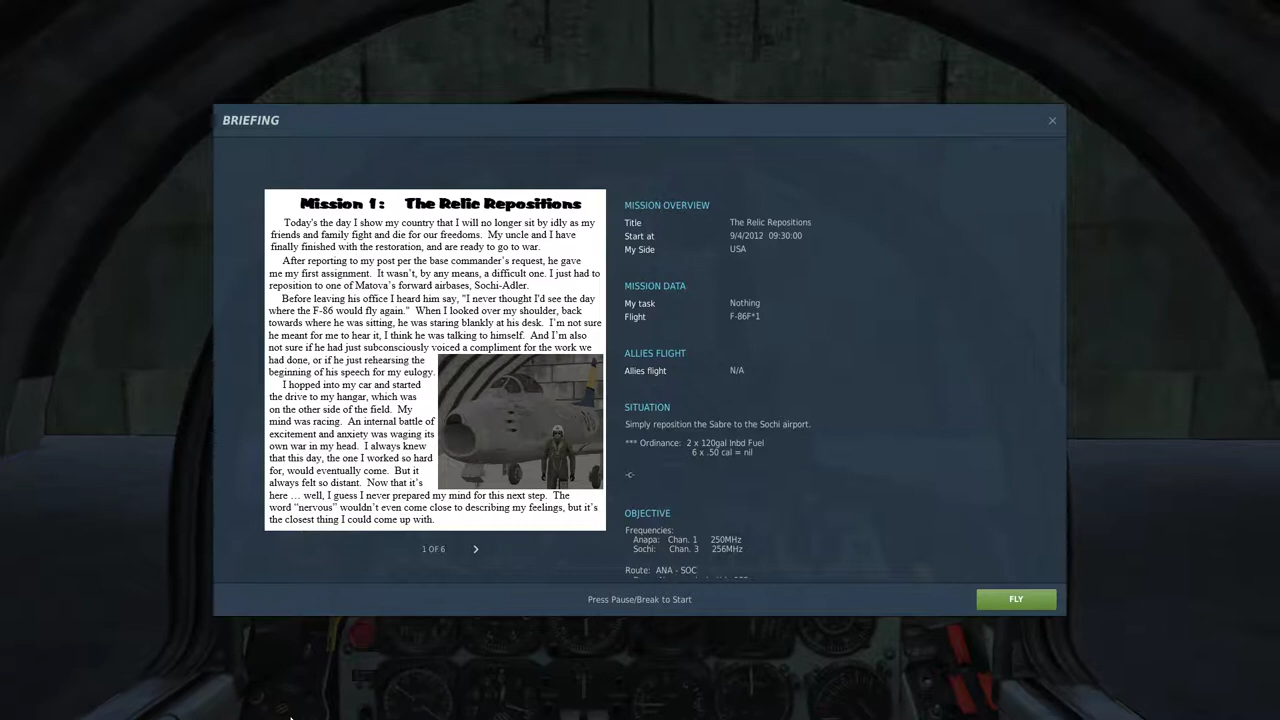 BRIEFING
Mission 1: The Relic Repositions
Today's the day I show my country that I will no longer sit by idly as my
friends and family fight and die for our freedoms. My uncle and I have
finally finished with the restoration, and are ready to go to war.
After reporting to my post per the base commander's request, he gave
me my first assignment. It wasn't, by any means, a difficult one. I just had to
reposition to one of Matova's forward airbases, Sochi-Adler.
Before leaving his office I heard him say, "I never thought I'd see the day
where the F-86 would fly again." When I looked over my shoulder, back
towards where he was sitting, he was staring blankly at his desk. I'm not sure
he meant for me to hear it, I think he was talking to himself. And I'm also
not sure if he had just subconsciously voiced a compliment for the work we
had done, or if he just rehearsing the
beginning of his speech for my eulogy.
I hopped into my car and started
the drive to my hangar, which was
on the other side of the field. My
mind was racing. An internal battle of
excitement and anxiety was waging its
own war in my head. I always knew
that this day, the one I worked so hard
for, would eventually come. But it
always felt so distant. Now that it's
here ... well, I guess I never prepared my mind for this next step. The
word "nervous" wouldn't even come close to describing my feelings, but it's
the closest thing I could come up with.
1 OF 6
MISSION OVERVIEW
Title The Relic Repositions
Start at 9/4/2012 09:30:00
My Side USA
MISSION DATA
My task Nothing
Flight F-86F*1
ALLIES FLIGHT
Allies flight N/A
SITUATION
Simply reposition the Sabre to the Sochi airport.
*** Ordinance: 2 x 120gal Inbd Fuel
6 x .50 cal = nil
-c-
OBJECTIVE
Frequencies:
Anapa: Chan. 1 250MHz
Sochi: Chan. 3 256MHz
Route: ANA - SOC
Press Pause/Break to Start
FLY